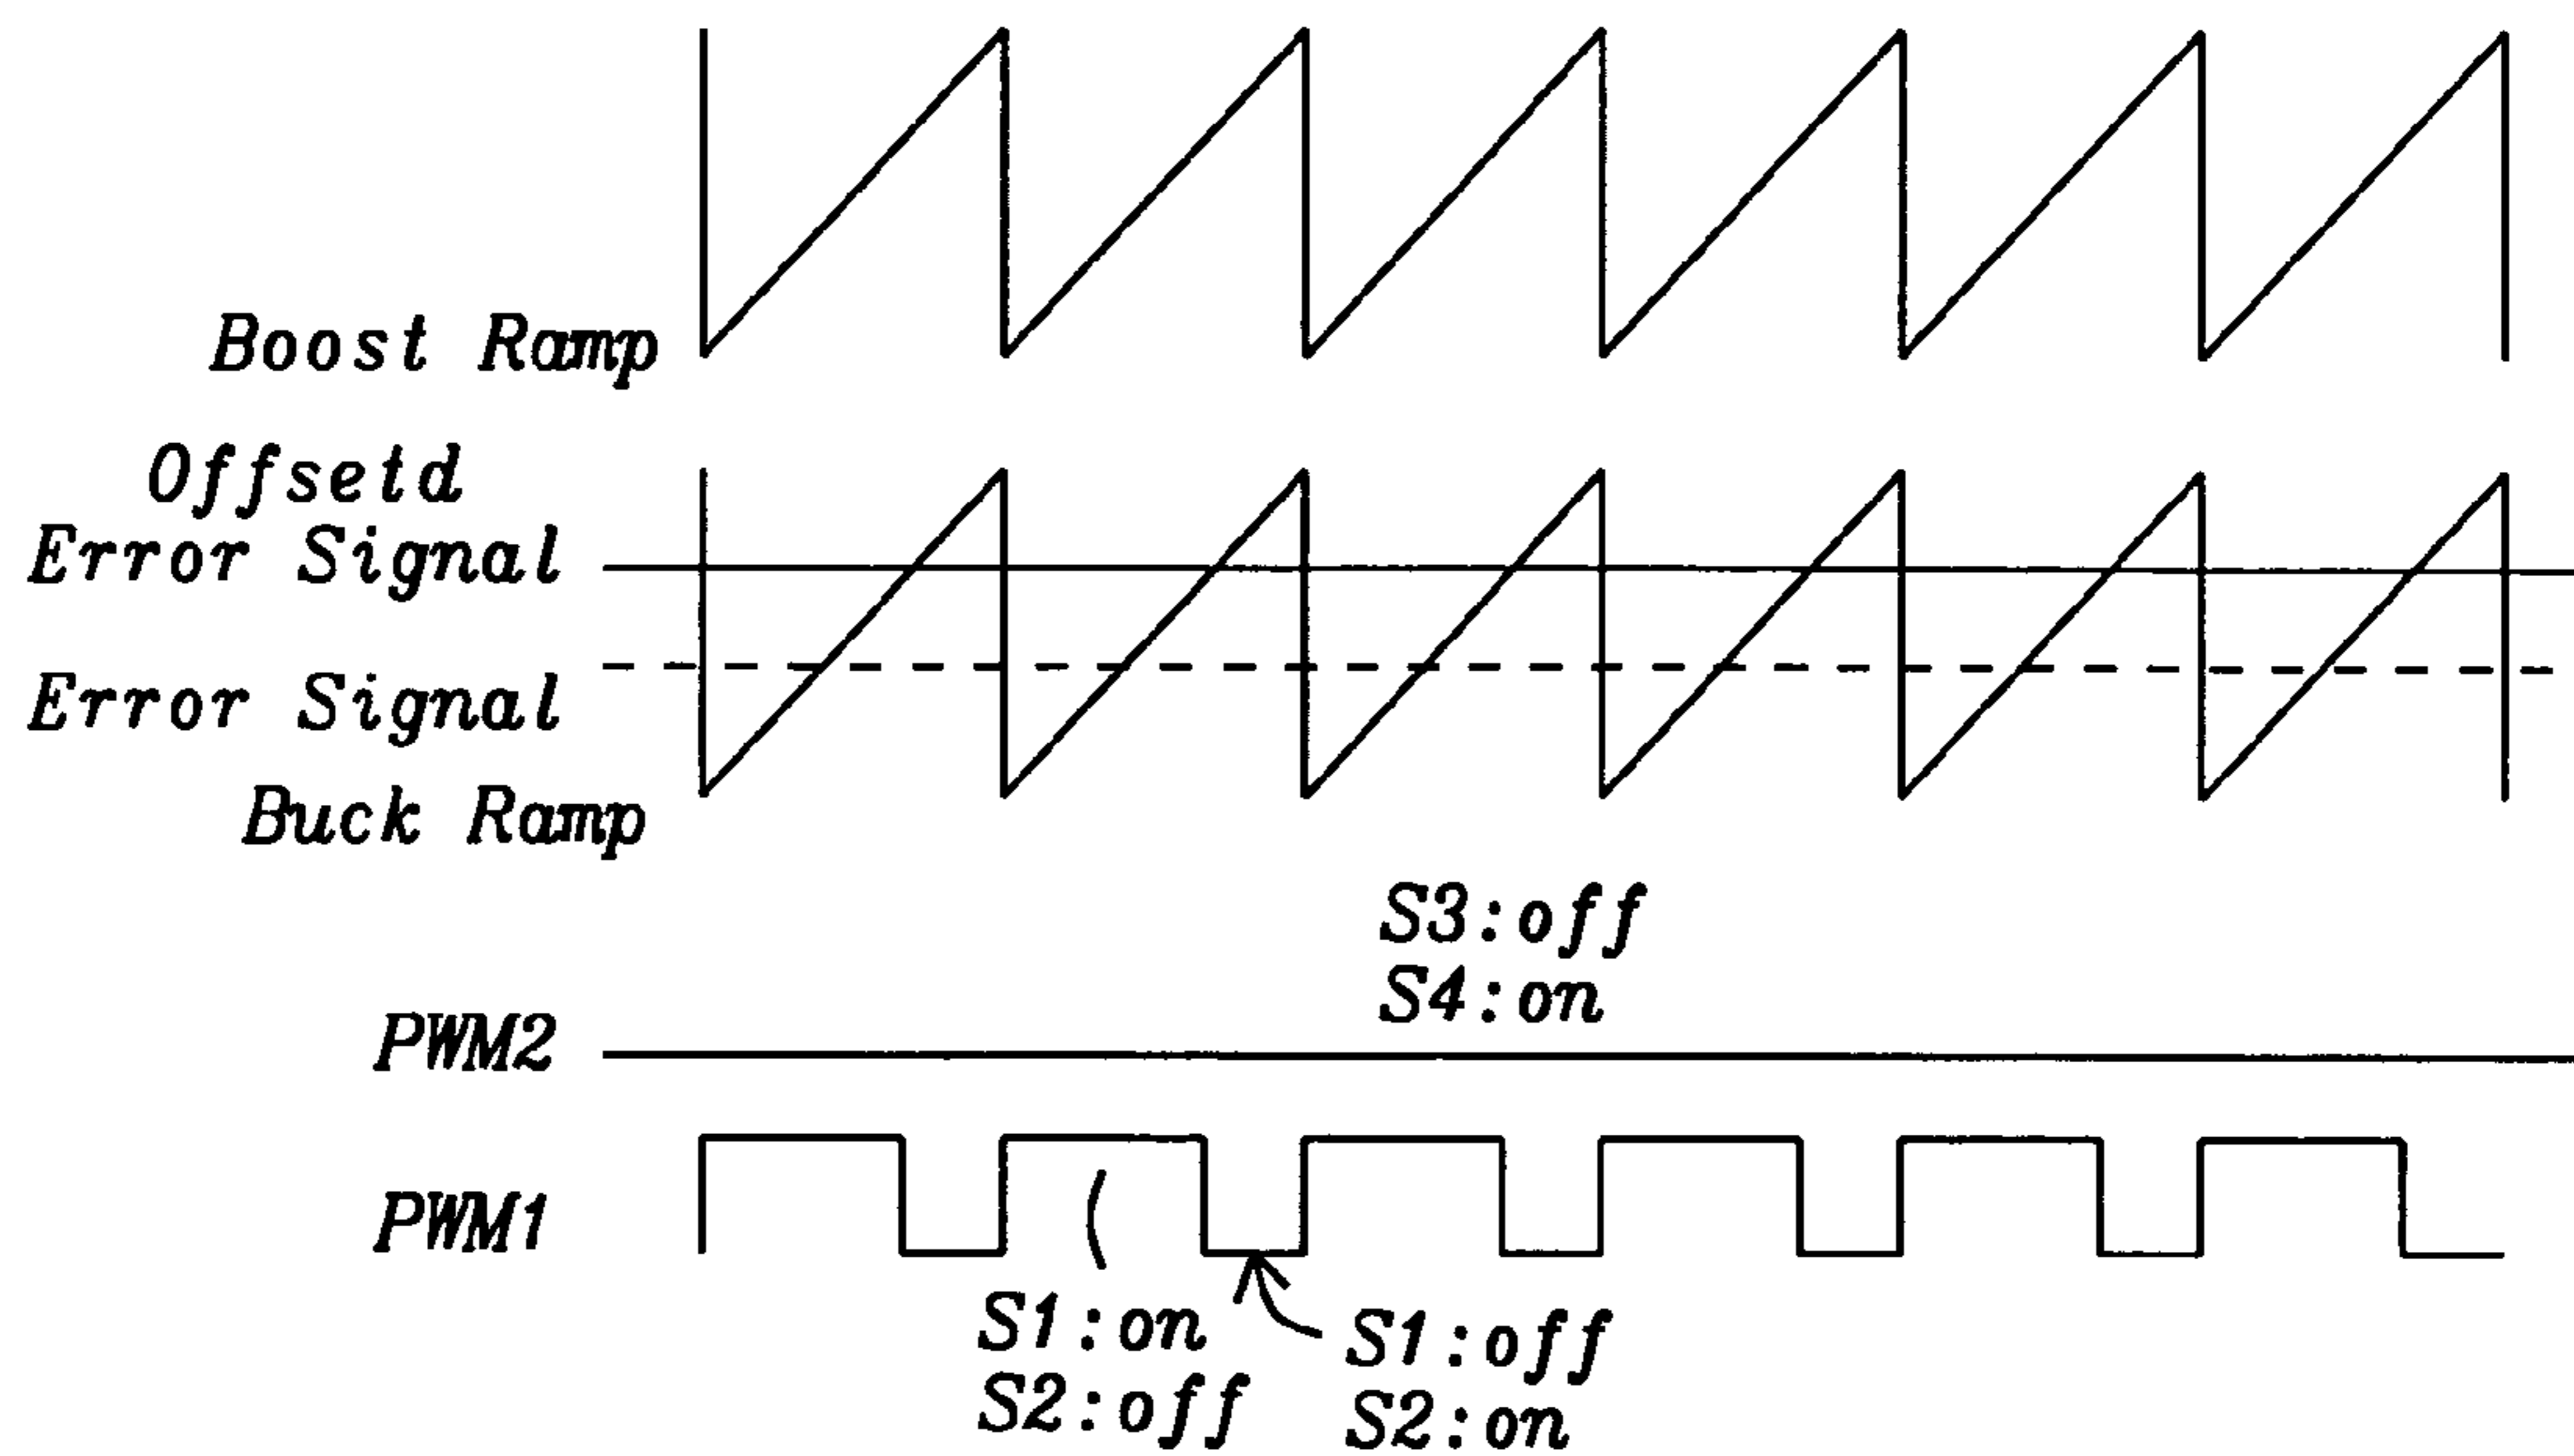 Boost Ramp
Offsetd
Error Signal
Error Signal
Buck Ramp
S3:off
S4:on
PWM2
PWM1
S1:on
S2:off
S1:off
S2:on